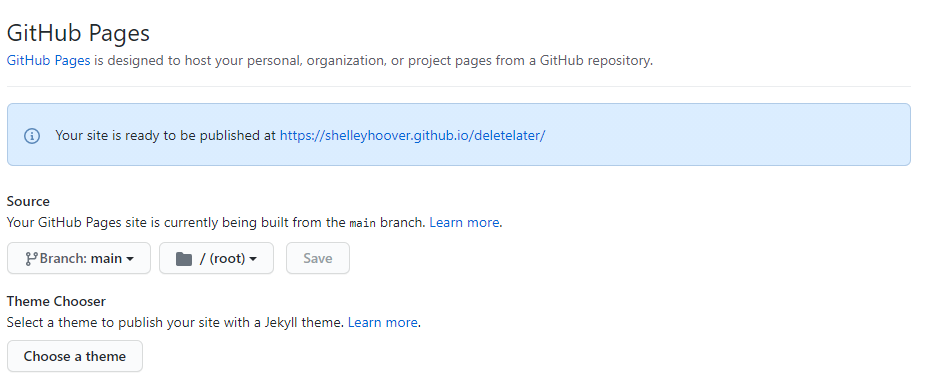 GitHub Pages
GitHub Pages is designed to host your personal, organization, or project pages from a GitHub repository.
Your site is ready to be published at https://shelleyhoover.github.io/deletelater/
Source
Your GitHub Pages site is currently being built from the main branch. Learn more.
Branch: main / (root) Save
Theme Chooser
Select a theme to publish your site with a Jekyll theme. Learn more.
Choose a theme